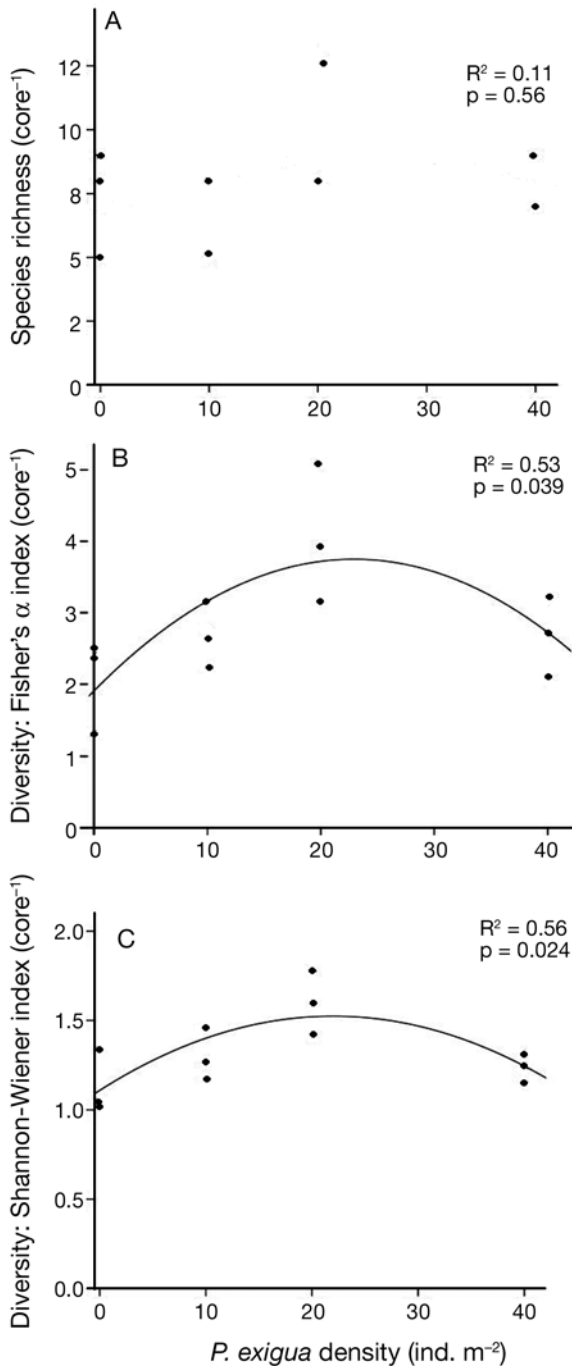 A
R² = 0.11
p = 0.56
Species richness (core⁻¹)
12
10
8
5
2
0
0 10 20 30 40
B
R² = 0.53
p = 0.039
Diversity: Fisher's α index (core⁻¹)
5
4
3
2
1
0
0 10 20 30 40
C
R² = 0.56
p = 0.024
Diversity: Shannon-Wiener index (core⁻¹)
2.0
1.5
1.0
0.5
0.0
0 10 20 30 40
P. exigua density (ind. m⁻²)